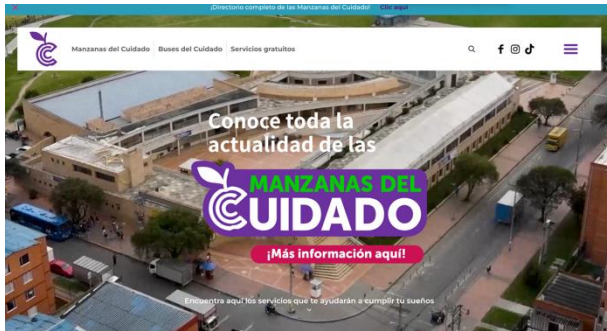 ¡Directorio completo de las Manzanas del Cuidado! Clic aquí
Manzanas del Cuidado Buses del Cuidado Servicios gratuitos
Conoce toda la
actualidad de las
MANZANAS DEL
CUIDADO
¡Más información aquí!
Encuentra aquí los servicios que te ayudarán a cumplir tu sueños